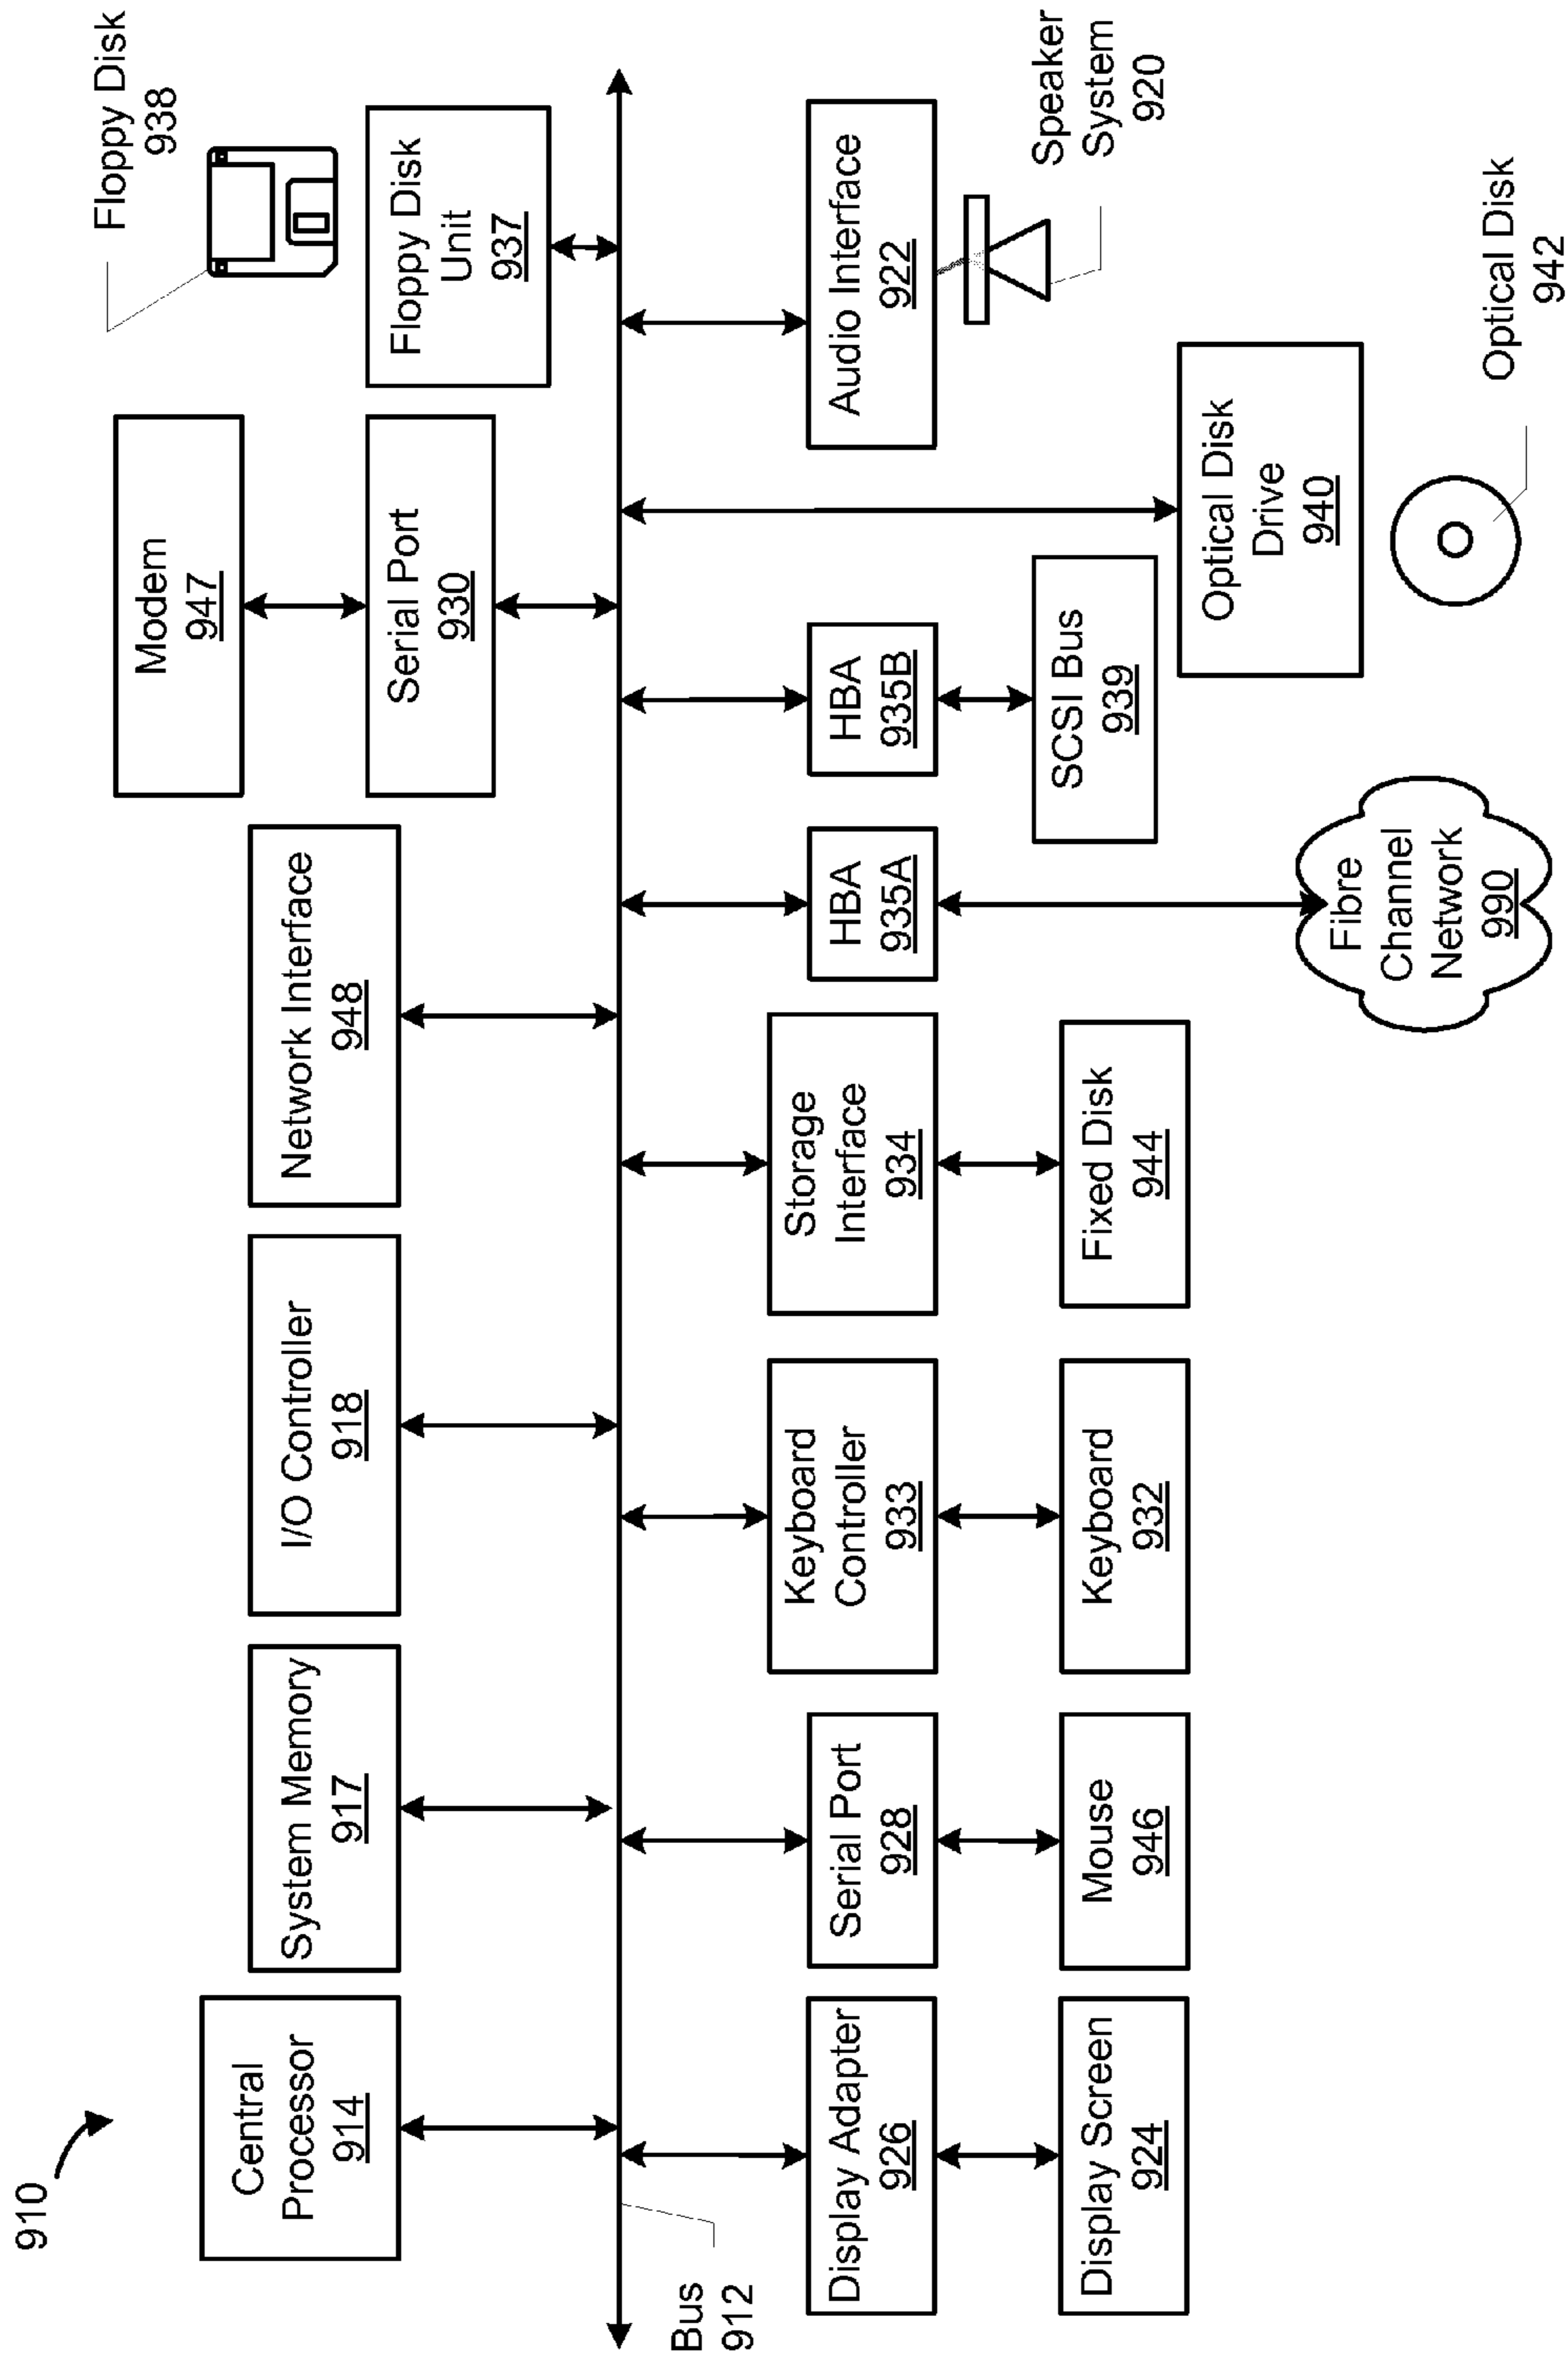 910
Central
Processor
914
System Memory
917
I/O Controller
918
Network Interface
948
Modem
947
Serial Port
930
Floppy Disk
938
Floppy Disk
Unit
937
Bus
912
Display Adapter
926
Display Screen
924
Serial Port
928
Mouse
946
Keyboard
Controller
933
Keyboard
932
Storage
Interface
934
Fixed Disk
944
HBA
935A
Fibre
Channel
Network
990
HBA
935B
SCSI Bus
939
Audio Interface
922
Speaker
System
920
Optical Disk
Drive
940
Optical Disk
942